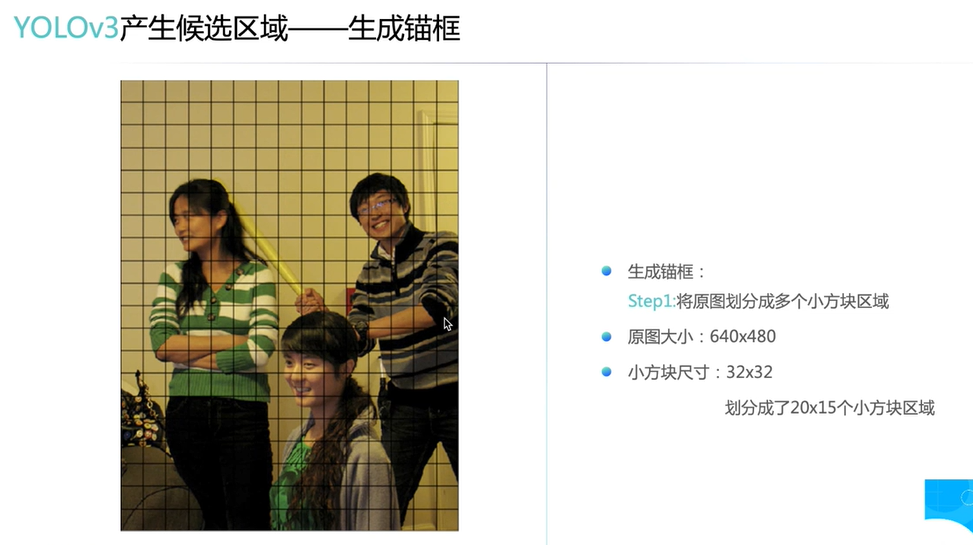 YOLOv3产生候选区域——生成锚框
生成锚框：
Step1:将原图划分成多个小方块区域
原图大小：640x480
小方块尺寸：32x32
划分成了20x15个小方块区域